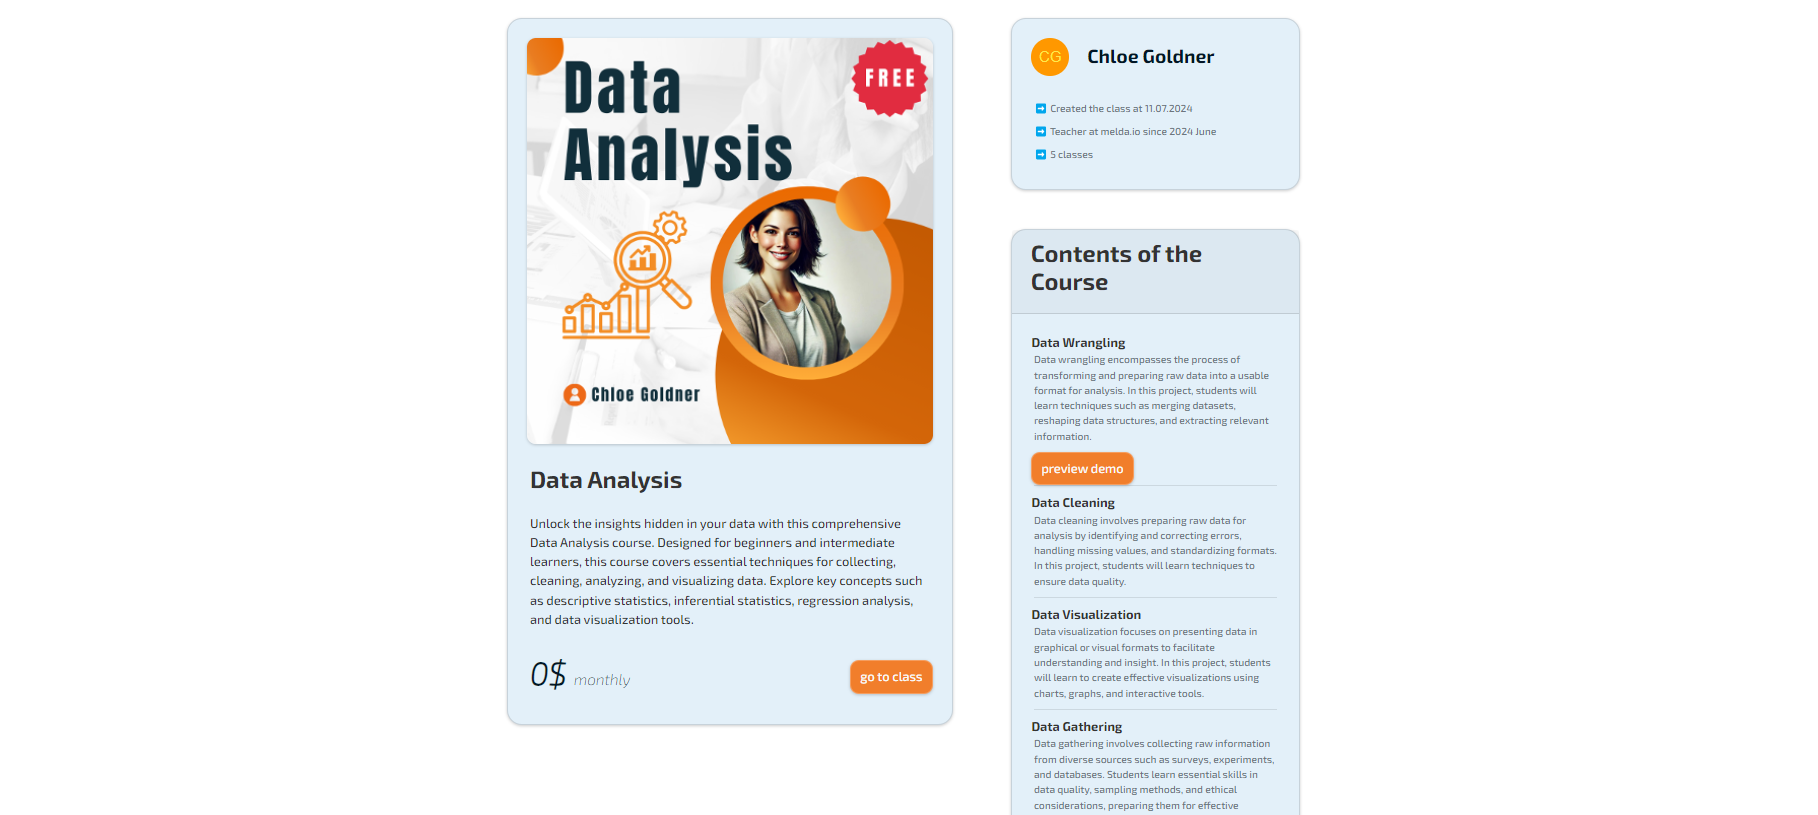 Data
Analysis
FREE
Chloe Goldner
Data Analysis
Unlock the insights hidden in your data with this comprehensive
Data Analysis course. Designed for beginners and intermediate
learners, this course covers essential techniques for collecting,
cleaning, analyzing, and visualizing data. Explore key concepts such
as descriptive statistics, inferential statistics, regression analysis,
and data visualization tools.
0$ monthly
go to class
CG
Chloe Goldner
Created the class at 11.07.2024
Teacher at melda.io since 2024 June
5 classes
Contents of the
Course
Data Wrangling
Data wrangling encompasses the process of
transforming and preparing raw data into a usable
format for analysis. In this project, students will
learn techniques such as merging datasets,
reshaping data structures, and extracting relevant
information.
preview demo
Data Cleaning
Data cleaning involves preparing raw data for
analysis by identifying and correcting errors,
handling missing values, and standardizing formats.
In this project, students will learn techniques to
ensure data quality.
Data Visualization
Data visualization focuses on presenting data in
graphical or visual formats to facilitate
understanding and insight. In this project, students
will learn to create effective visualizations using
charts, graphs, and interactive tools.
Data Gathering
Data gathering involves collecting raw information
from diverse sources such as surveys, experiments,
and databases. Students learn essential skills in
data quality, sampling methods, and ethical
considerations, preparing them for effective